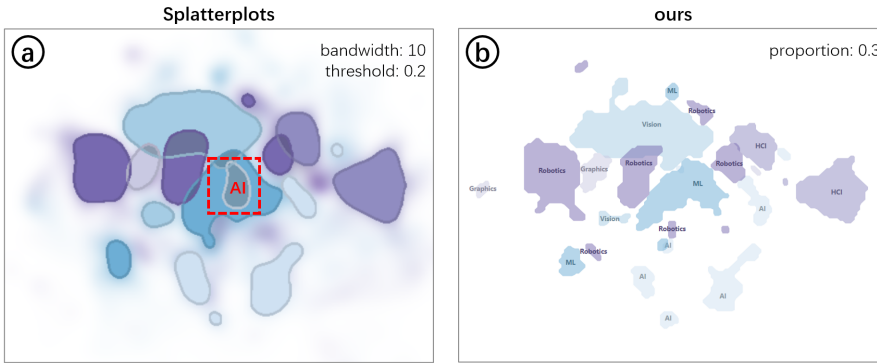 Splatterplots
ours
a
bandwidth: 10
threshold: 0.2
AI
b
proportion: 0.3
ML
Robotics
Vision
HCI
Robotics
Graphics
Robotics
Robotics
Graphics
ML
HCI
AI
Vision
Robotics
AI
Robotics
ML
AI
AI
AI